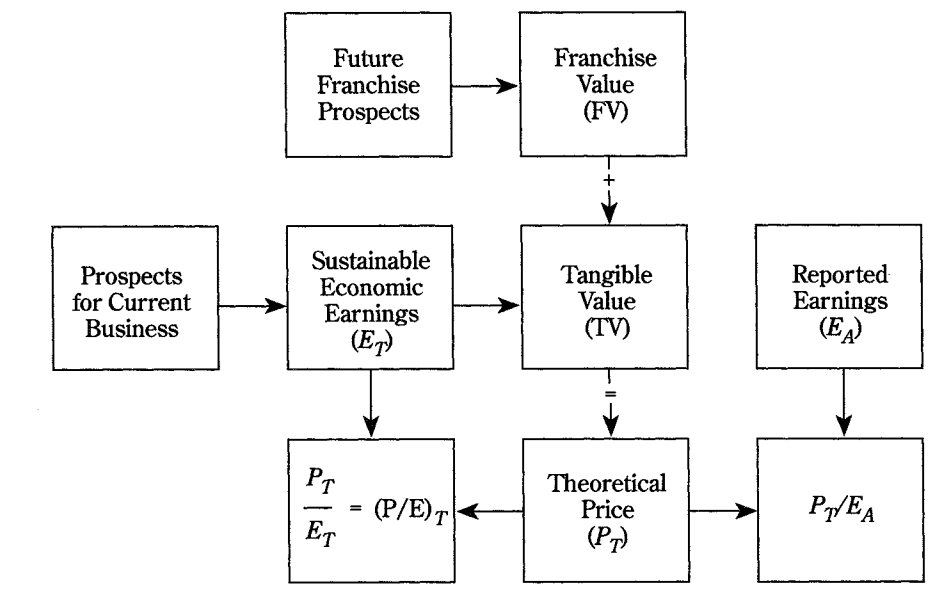 Future
Franchise
Prospects
Franchise
Value
(FV)
+
Prospects
for Current
Business
Sustainable
Economic
Earnings
(E_T)
Tangible
Value
(TV)
Reported
Earnings
(E_A)
=
P_T
E_T
= (P/E)_T
Theoretical
Price
(P_T)
P_T/E_A